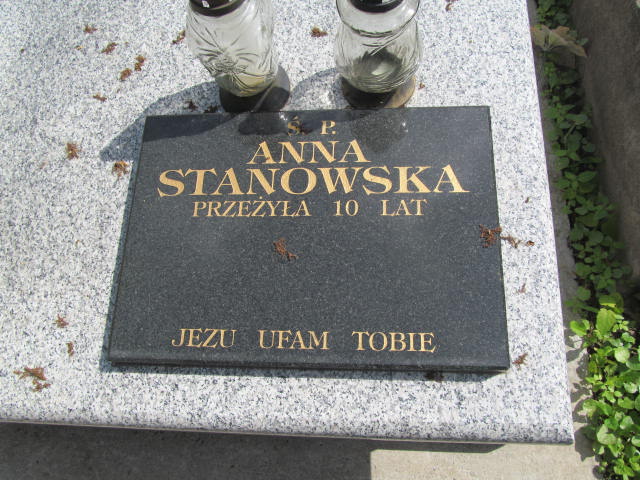 Ś. P.
ANNA
STANOWSKA
PRZEŻYŁA 10 LAT
JEZU UFAM TOBIE